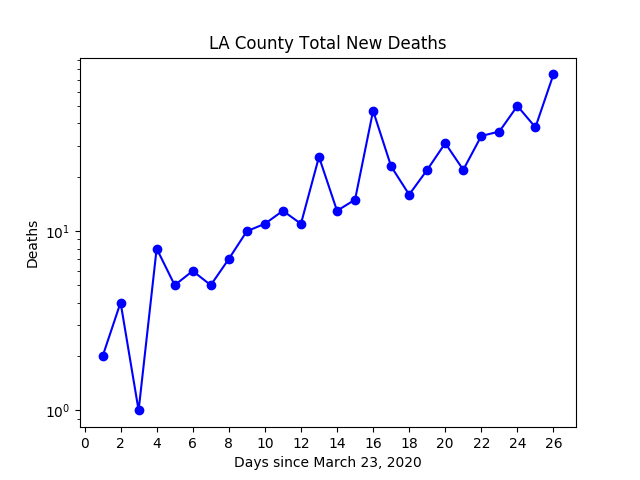 LA County Total New Deaths
Deaths
10¹
10⁰
0 2 4 6 8 10 12 14 16 18 20 22 24 26
Days since March 23, 2020